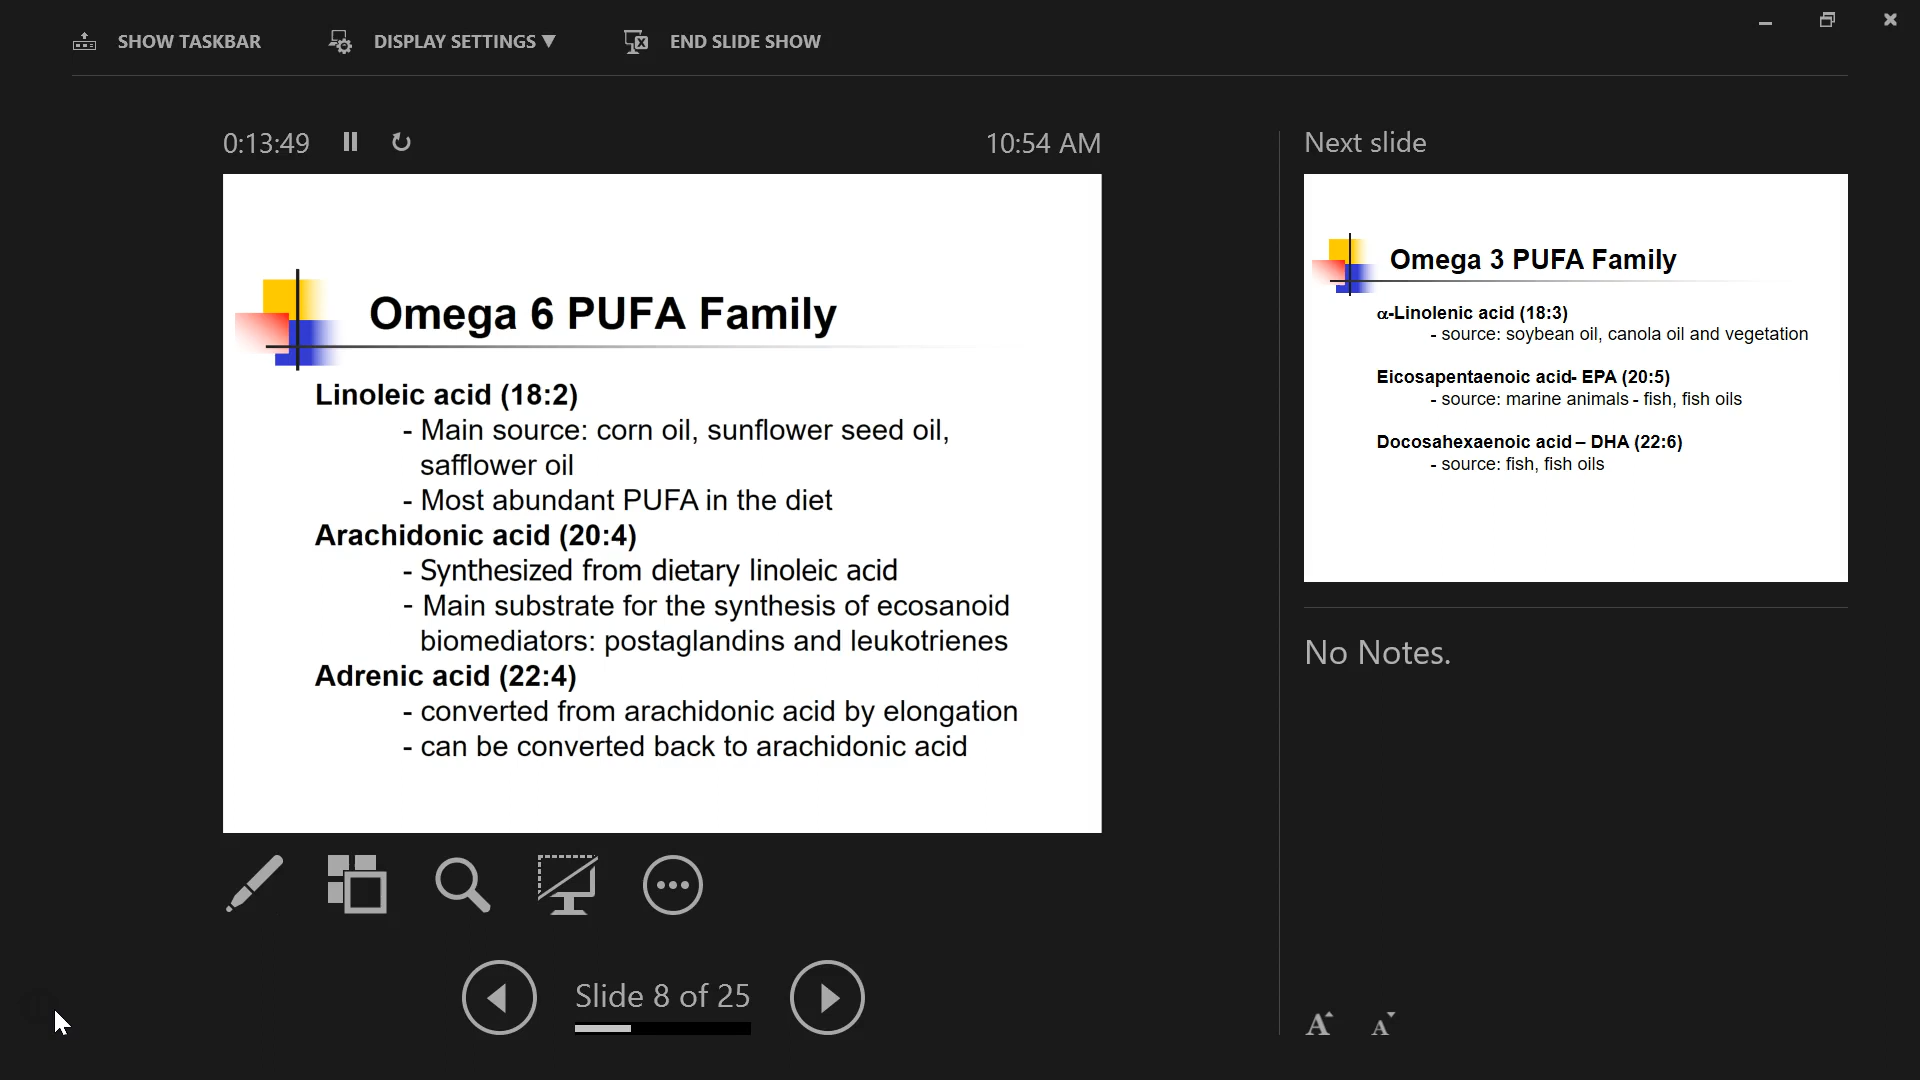 SHOW TASKBAR
DISPLAY SETTINGS ▼
END SLIDE SHOW
0:13:49
10:54 AM
Omega 6 PUFA Family
Linoleic acid (18:2)
- Main source: corn oil, sunflower seed oil,
safflower oil
- Most abundant PUFA in the diet
Arachidonic acid (20:4)
- Synthesized from dietary linoleic acid
- Main substrate for the synthesis of ecosanoid
biomediators: postaglandins and leukotrienes
Adrenic acid (22:4)
- converted from arachidonic acid by elongation
- can be converted back to arachidonic acid
Slide 8 of 25
Next slide
Omega 3 PUFA Family
α-Linolenic acid (18:3)
- source: soybean oil, canola oil and vegetation
Eicosapentaenoic acid- EPA (20:5)
- source: marine animals - fish, fish oils
Docosahexaenoic acid – DHA (22:6)
- source: fish, fish oils
No Notes.
A A